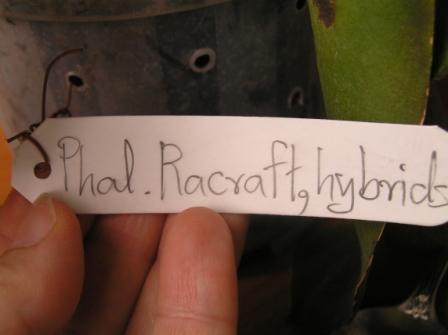 Phal. Racraft, hybrids